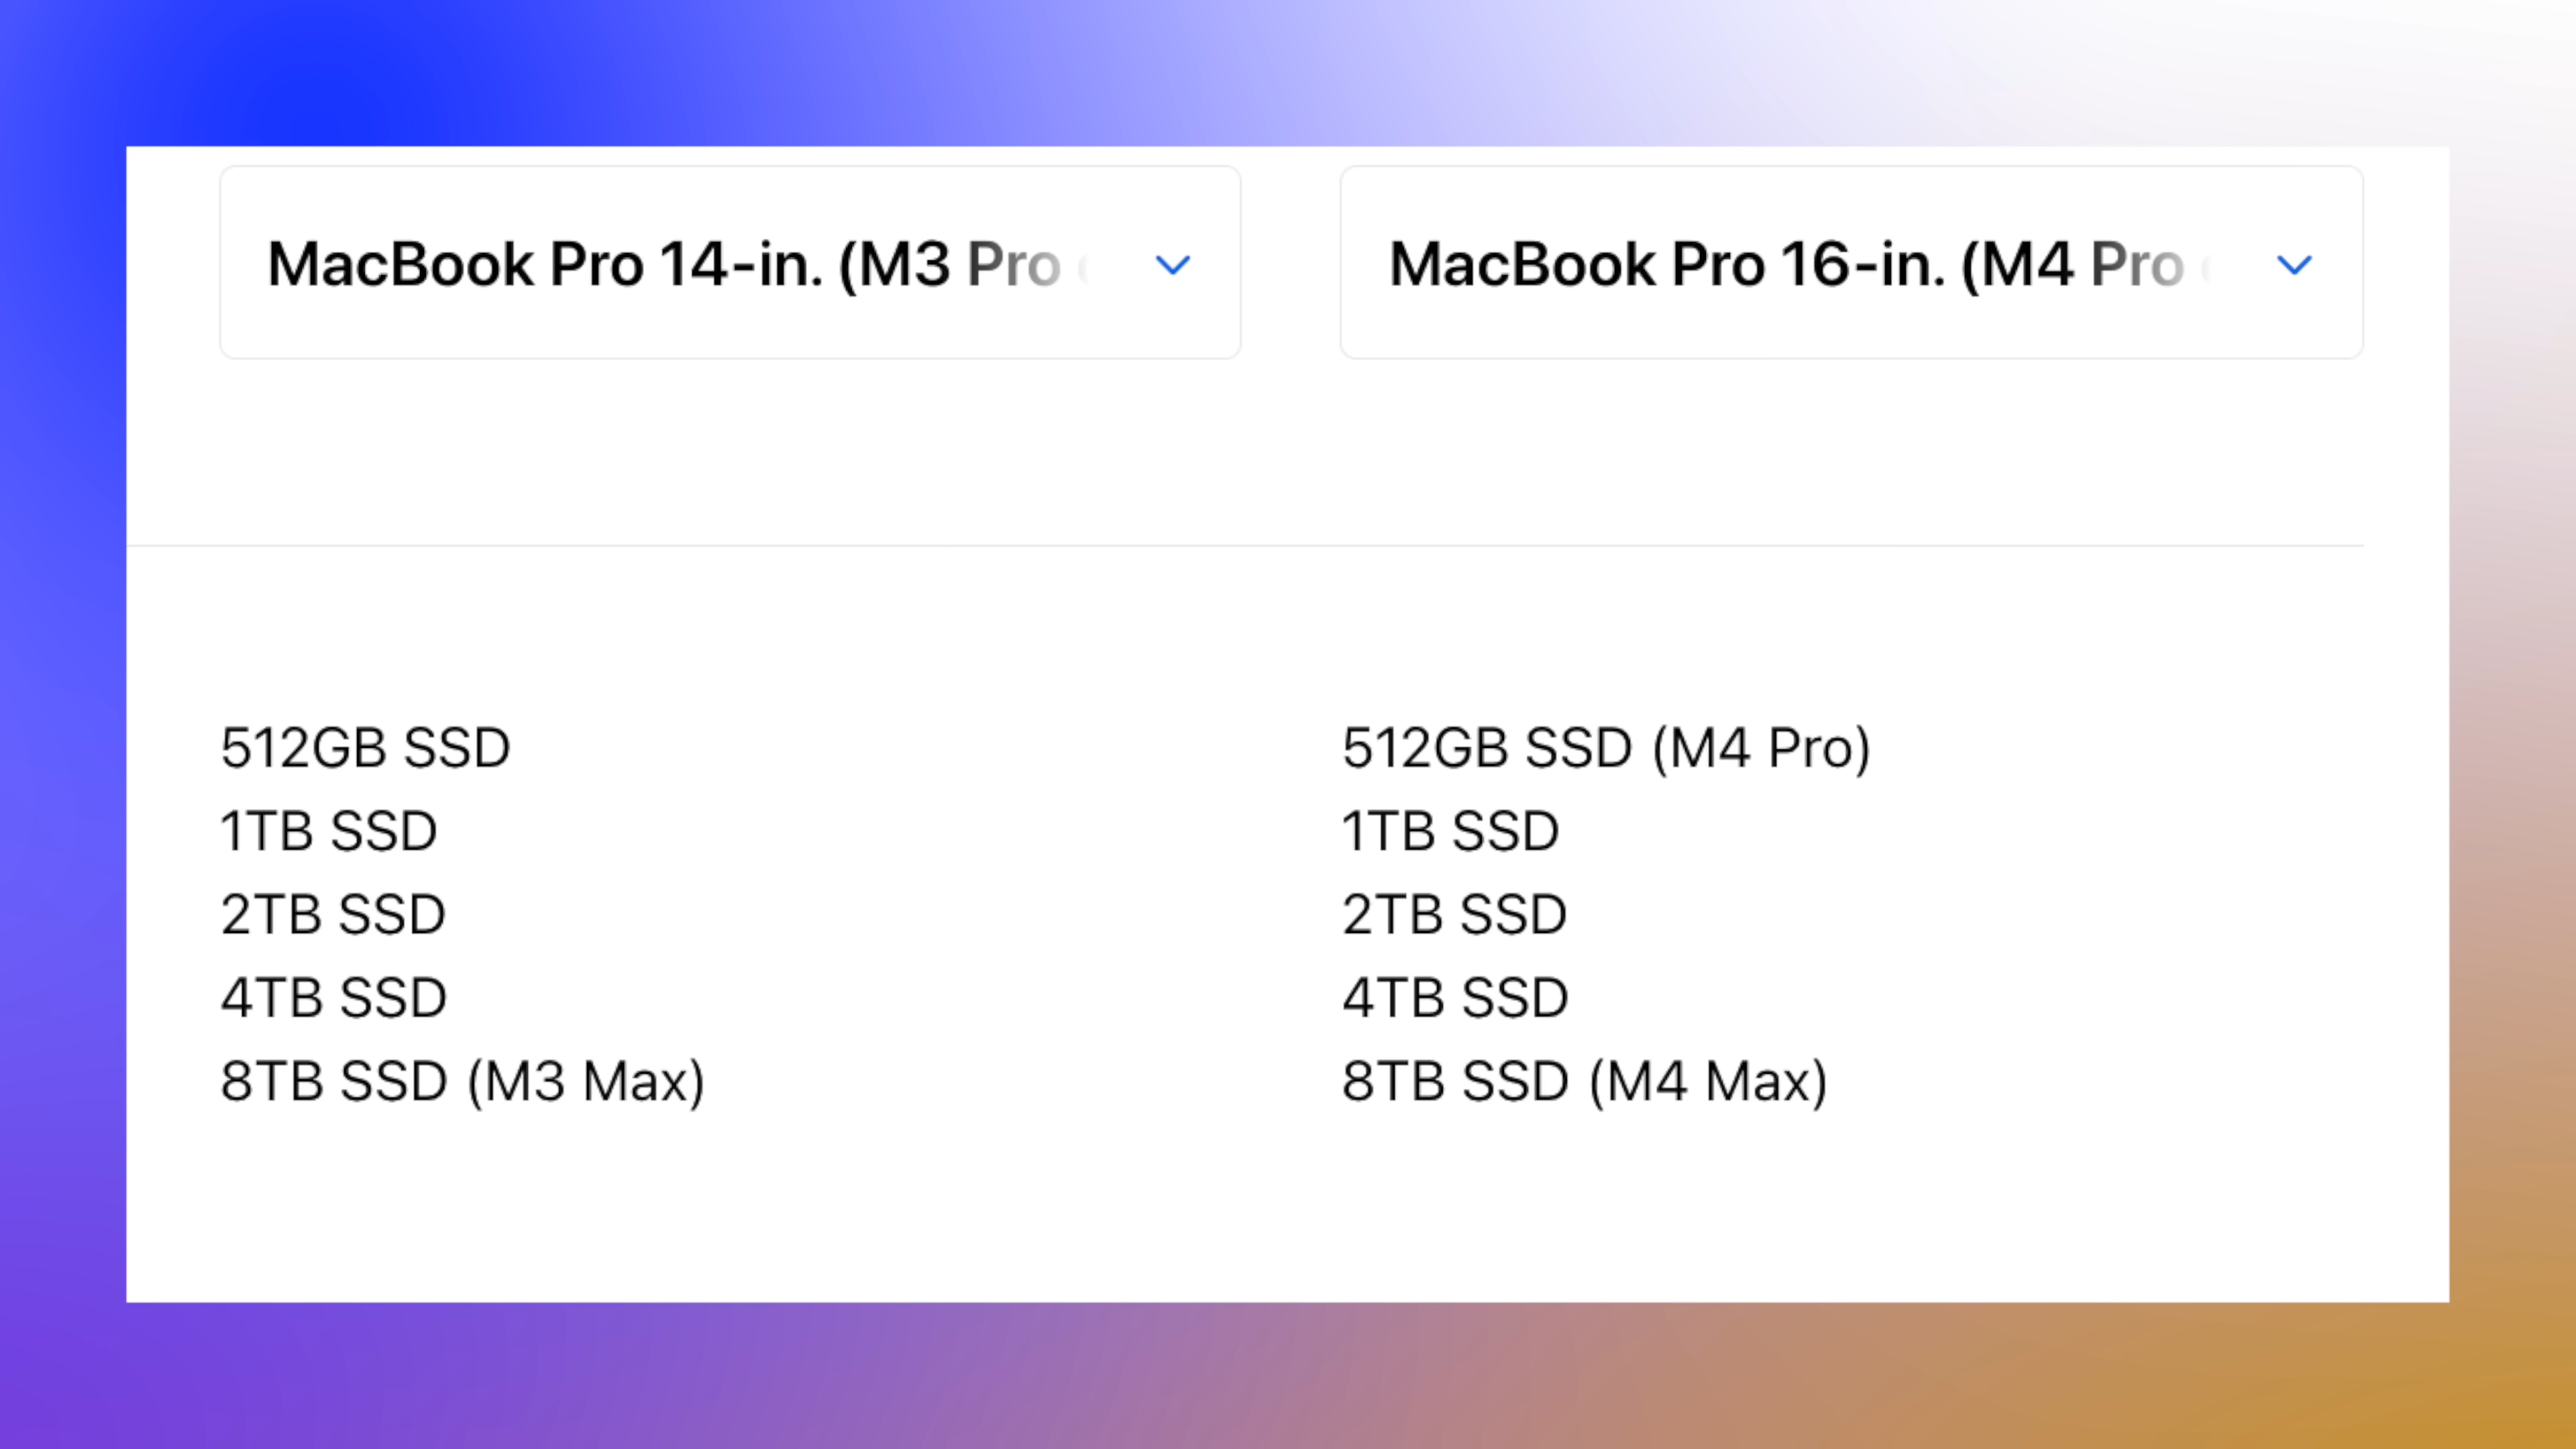 MacBook Pro 14-in. (M3 Pro
MacBook Pro 16-in. (M4 Pro
512GB SSD
1TB SSD
2TB SSD
4TB SSD
8TB SSD (M3 Max)
512GB SSD (M4 Pro)
1TB SSD
2TB SSD
4TB SSD
8TB SSD (M4 Max)